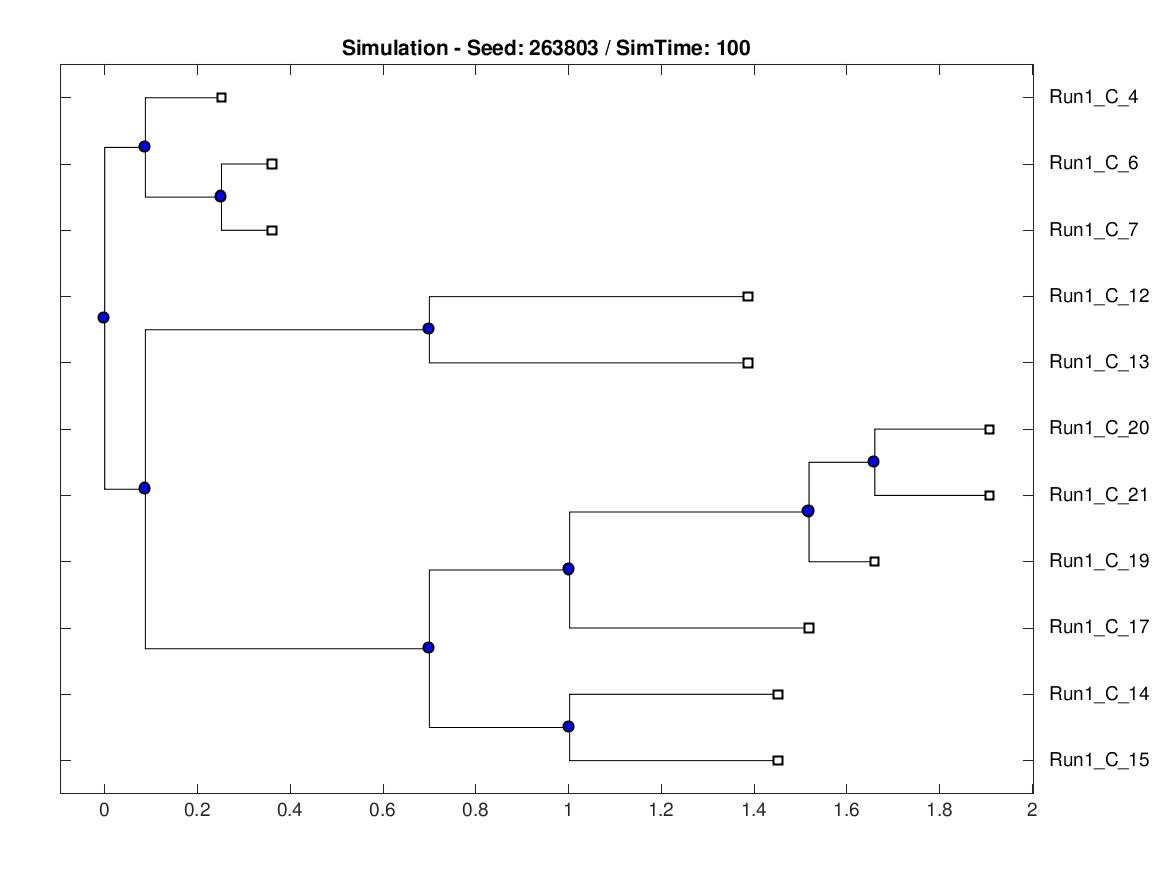 Simulation - Seed: 263803 / SimTime: 100
Run1_C_4
Run1_C_6
Run1_C_7
Run1_C_12
Run1_C_13
Run1_C_20
Run1_C_21
Run1_C_19
Run1_C_17
Run1_C_14
Run1_C_15
0 0.2 0.4 0.6 0.8 1 1.2 1.4 1.6 1.8 2